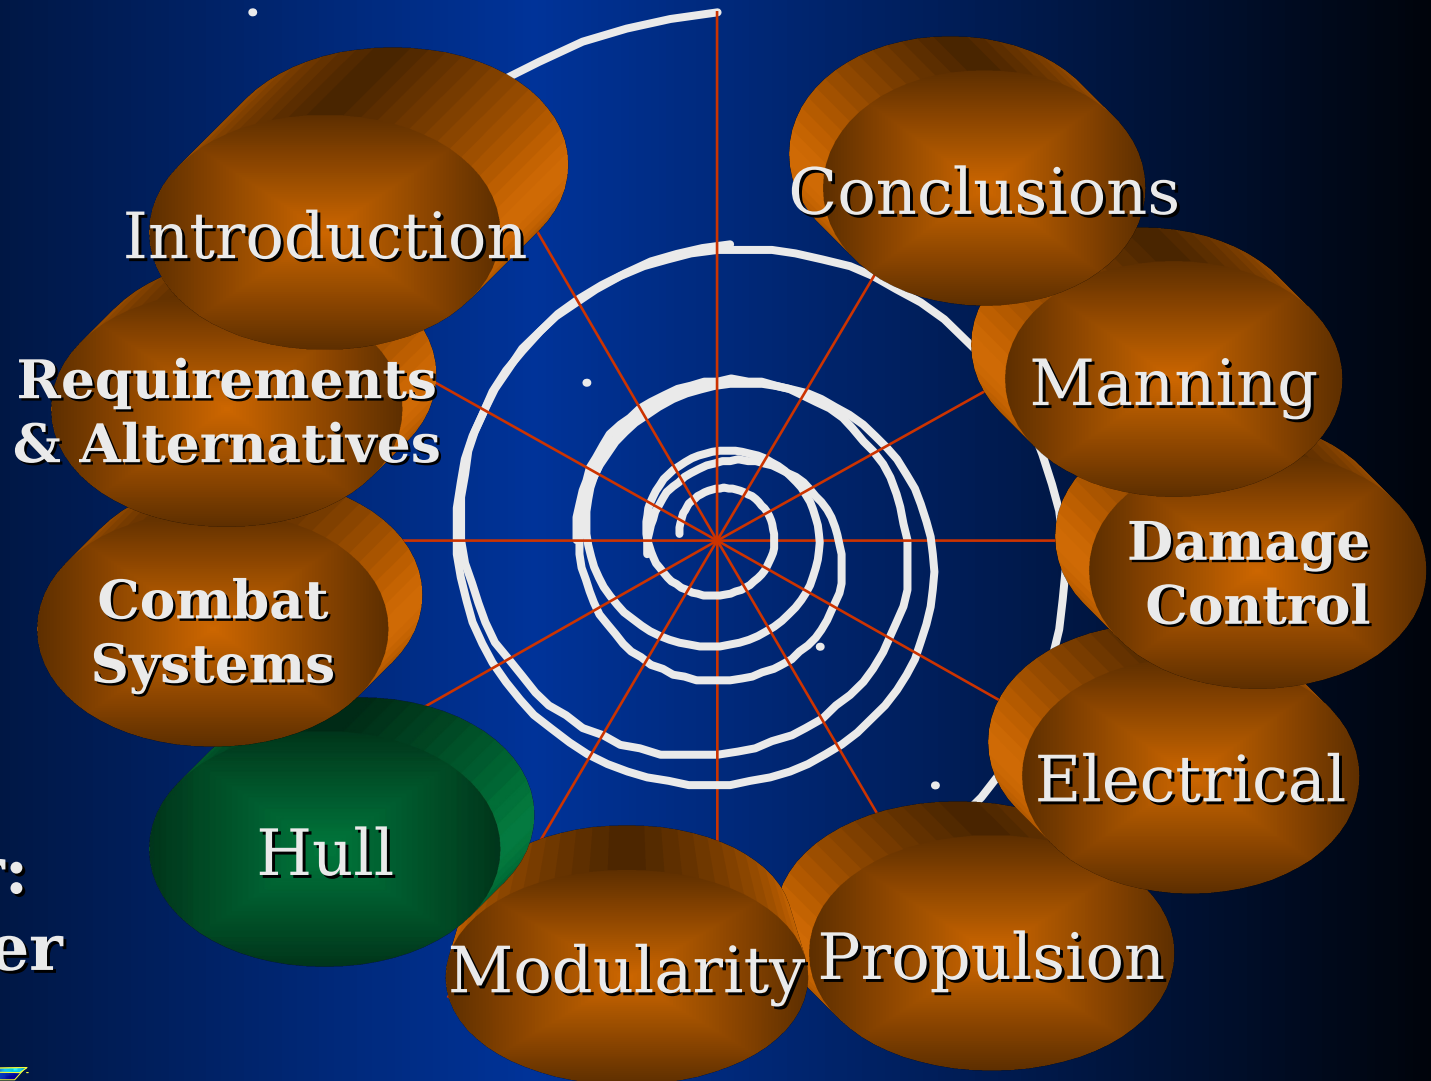 Introduction
Requirements
& Alternatives
Combat
Systems
Hull
Modularity
Propulsion
Electrical
Damage
Control
Manning
Conclusions